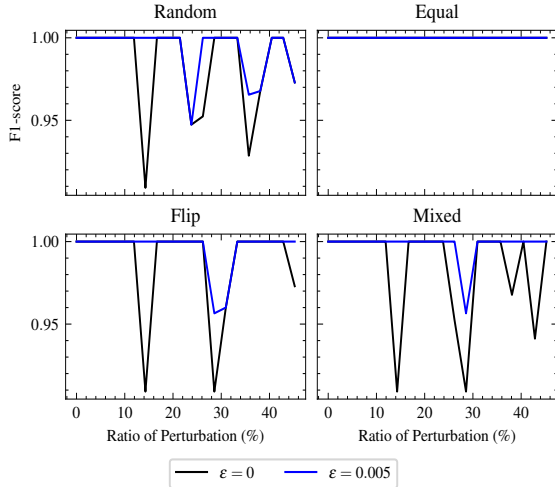 Random
Equal
1.00
0.95
F1-score
Flip
Mixed
1.00
0.95
0 10 20 30 40
0 10 20 30 40
Ratio of Perturbation (%)
Ratio of Perturbation (%)
ε = 0
ε = 0.005